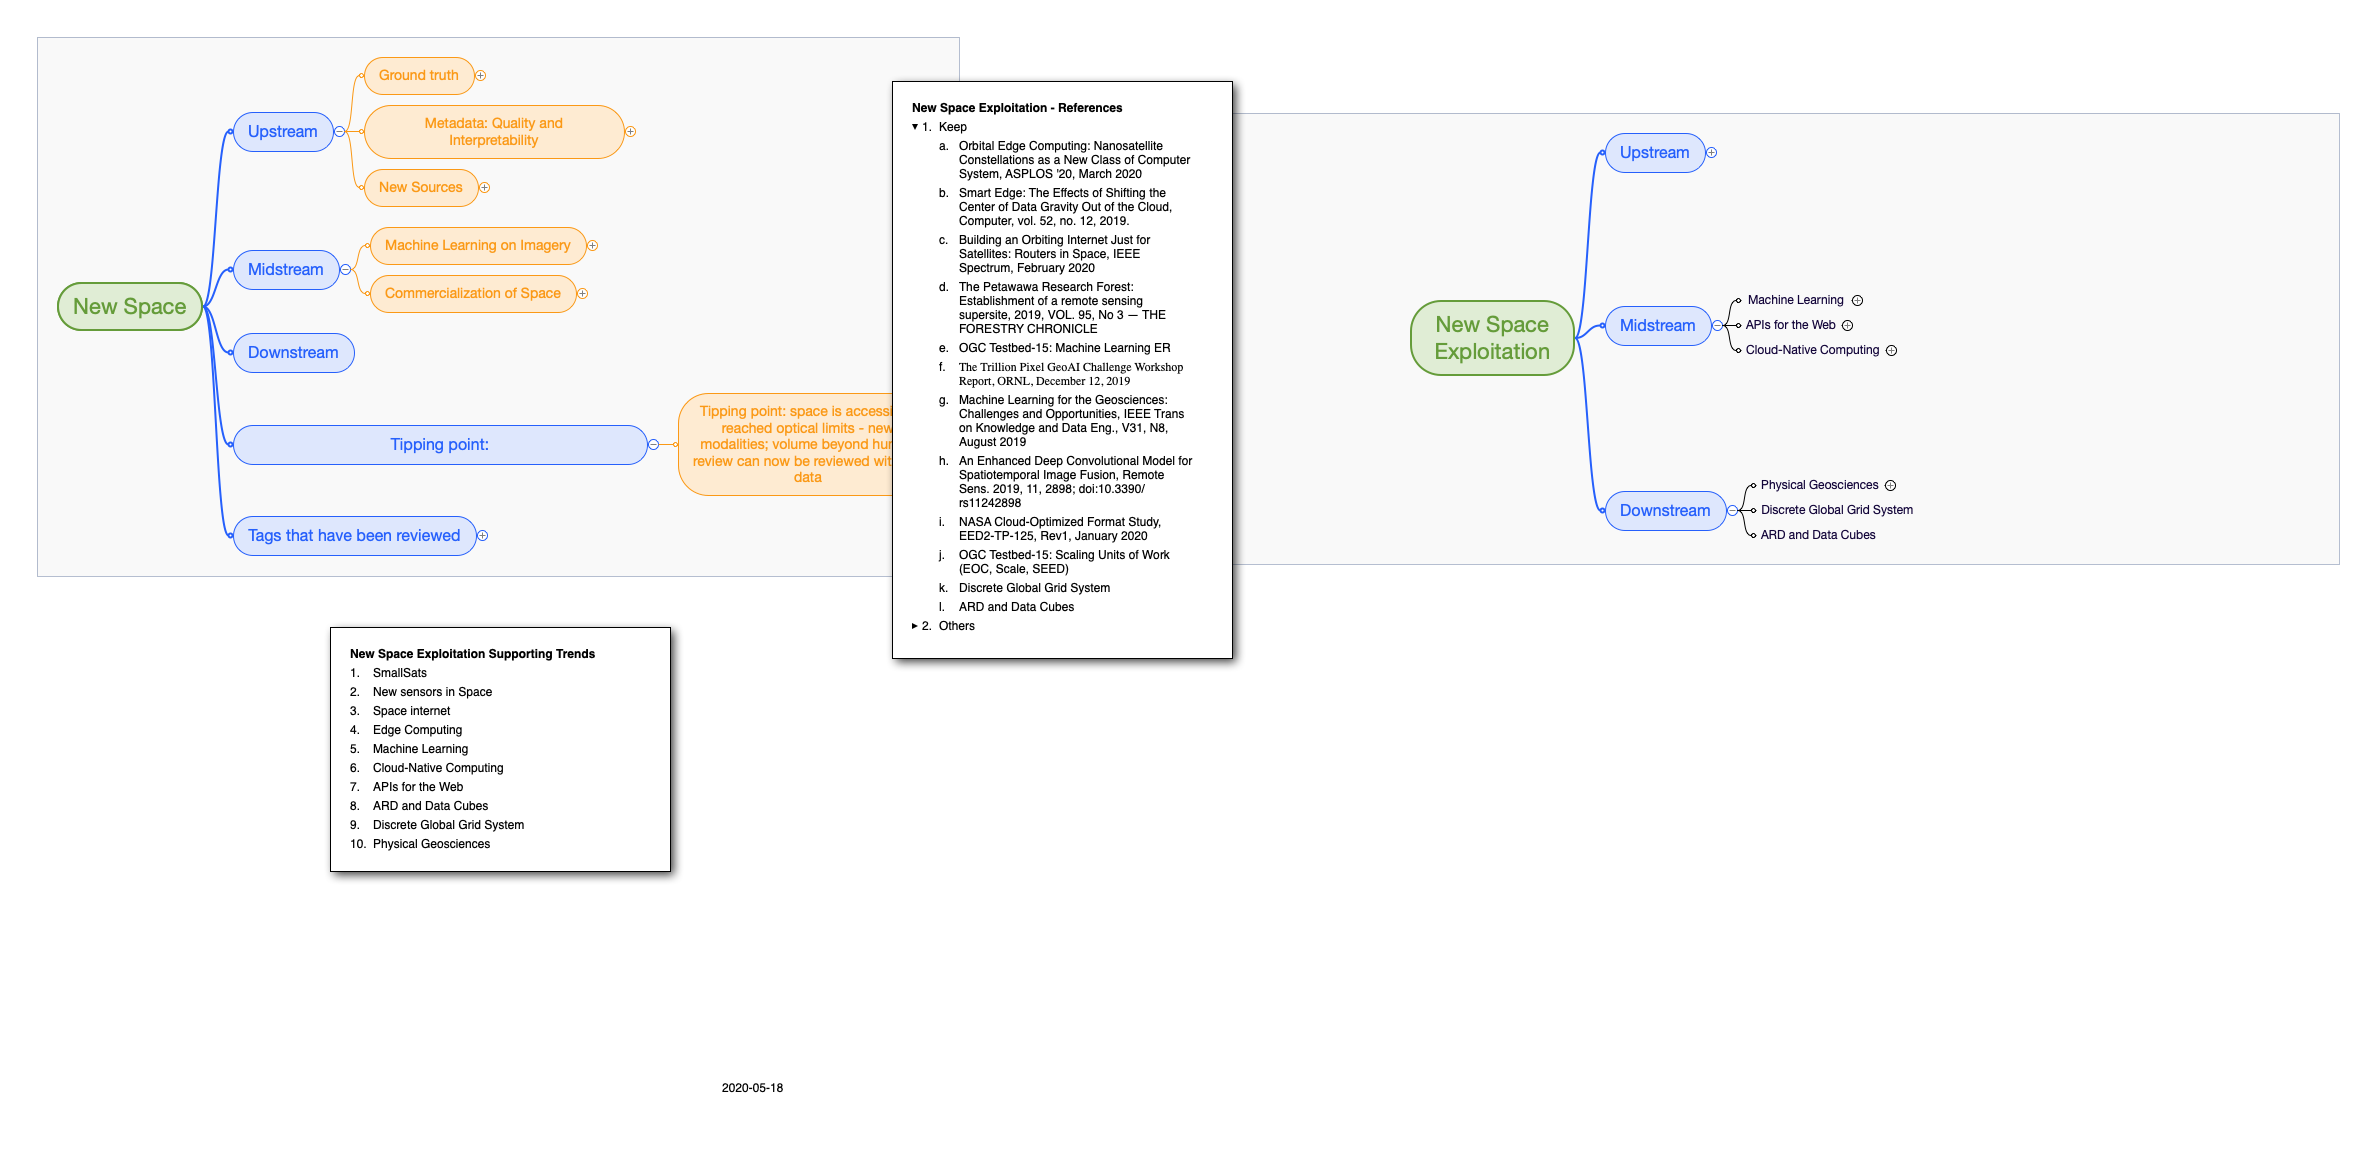 New Space
Upstream
Ground truth
Metadata: Quality and
Interpretability
New Sources
Midstream
Machine Learning on Imagery
Commercialization of Space
Downstream
Tipping point:
Tipping point: space is
reached optical limits -
modalities; volume beyond
review can now be reviewed
data
Tags that have been reviewed
New Space Exploitation - References
1. Keep
a. Orbital Edge Computing: Nanosatellite
Constellations as a New Class of Computer
System, ASPLOS '20, March 2020
b. Smart Edge: The Effects of Shifting the
Center of Data Gravity Out of the Cloud,
Computer, vol. 52, no. 12, 2019.
c. Building an Orbiting Internet Just for
Satellites: Routers in Space, IEEE
Spectrum, February 2020
d. The Petawawa Research Forest:
Establishment of a remote sensing
supersite, 2019, VOL. 95, No 3 — THE
FORESTRY CHRONICLE
e. OGC Testbed-15: Machine Learning ER
f. The Trillion Pixel GeoAI Challenge Workshop
Report, ORNL, December 12, 2019
g. Machine Learning for the Geosciences:
Challenges and Opportunities, IEEE Trans
on Knowledge and Data Eng., V31, N8,
August 2019
h. An Enhanced Deep Convolutional Model for
Spatiotemporal Image Fusion, Remote
Sens. 2019, 11, 2898; doi:10.3390/
rs11242898
i. NASA Cloud-Optimized Format Study,
EED2-TP-125, Rev1, January 2020
j. OGC Testbed-15: Scaling Units of Work
(EOC, Scale, SEED)
k. Discrete Global Grid System
l. ARD and Data Cubes
2. Others
New Space
Exploitation
Upstream
Midstream
Machine Learning
APIs for the Web
Cloud-Native Computing
Downstream
Physical Geosciences
Discrete Global Grid System
ARD and Data Cubes
New Space Exploitation Supporting Trends
1. SmallSats
2. New sensors in Space
3. Space internet
4. Edge Computing
5. Machine Learning
6. Cloud-Native Computing
7. APIs for the Web
8. ARD and Data Cubes
9. Discrete Global Grid System
10. Physical Geosciences
2020-05-18